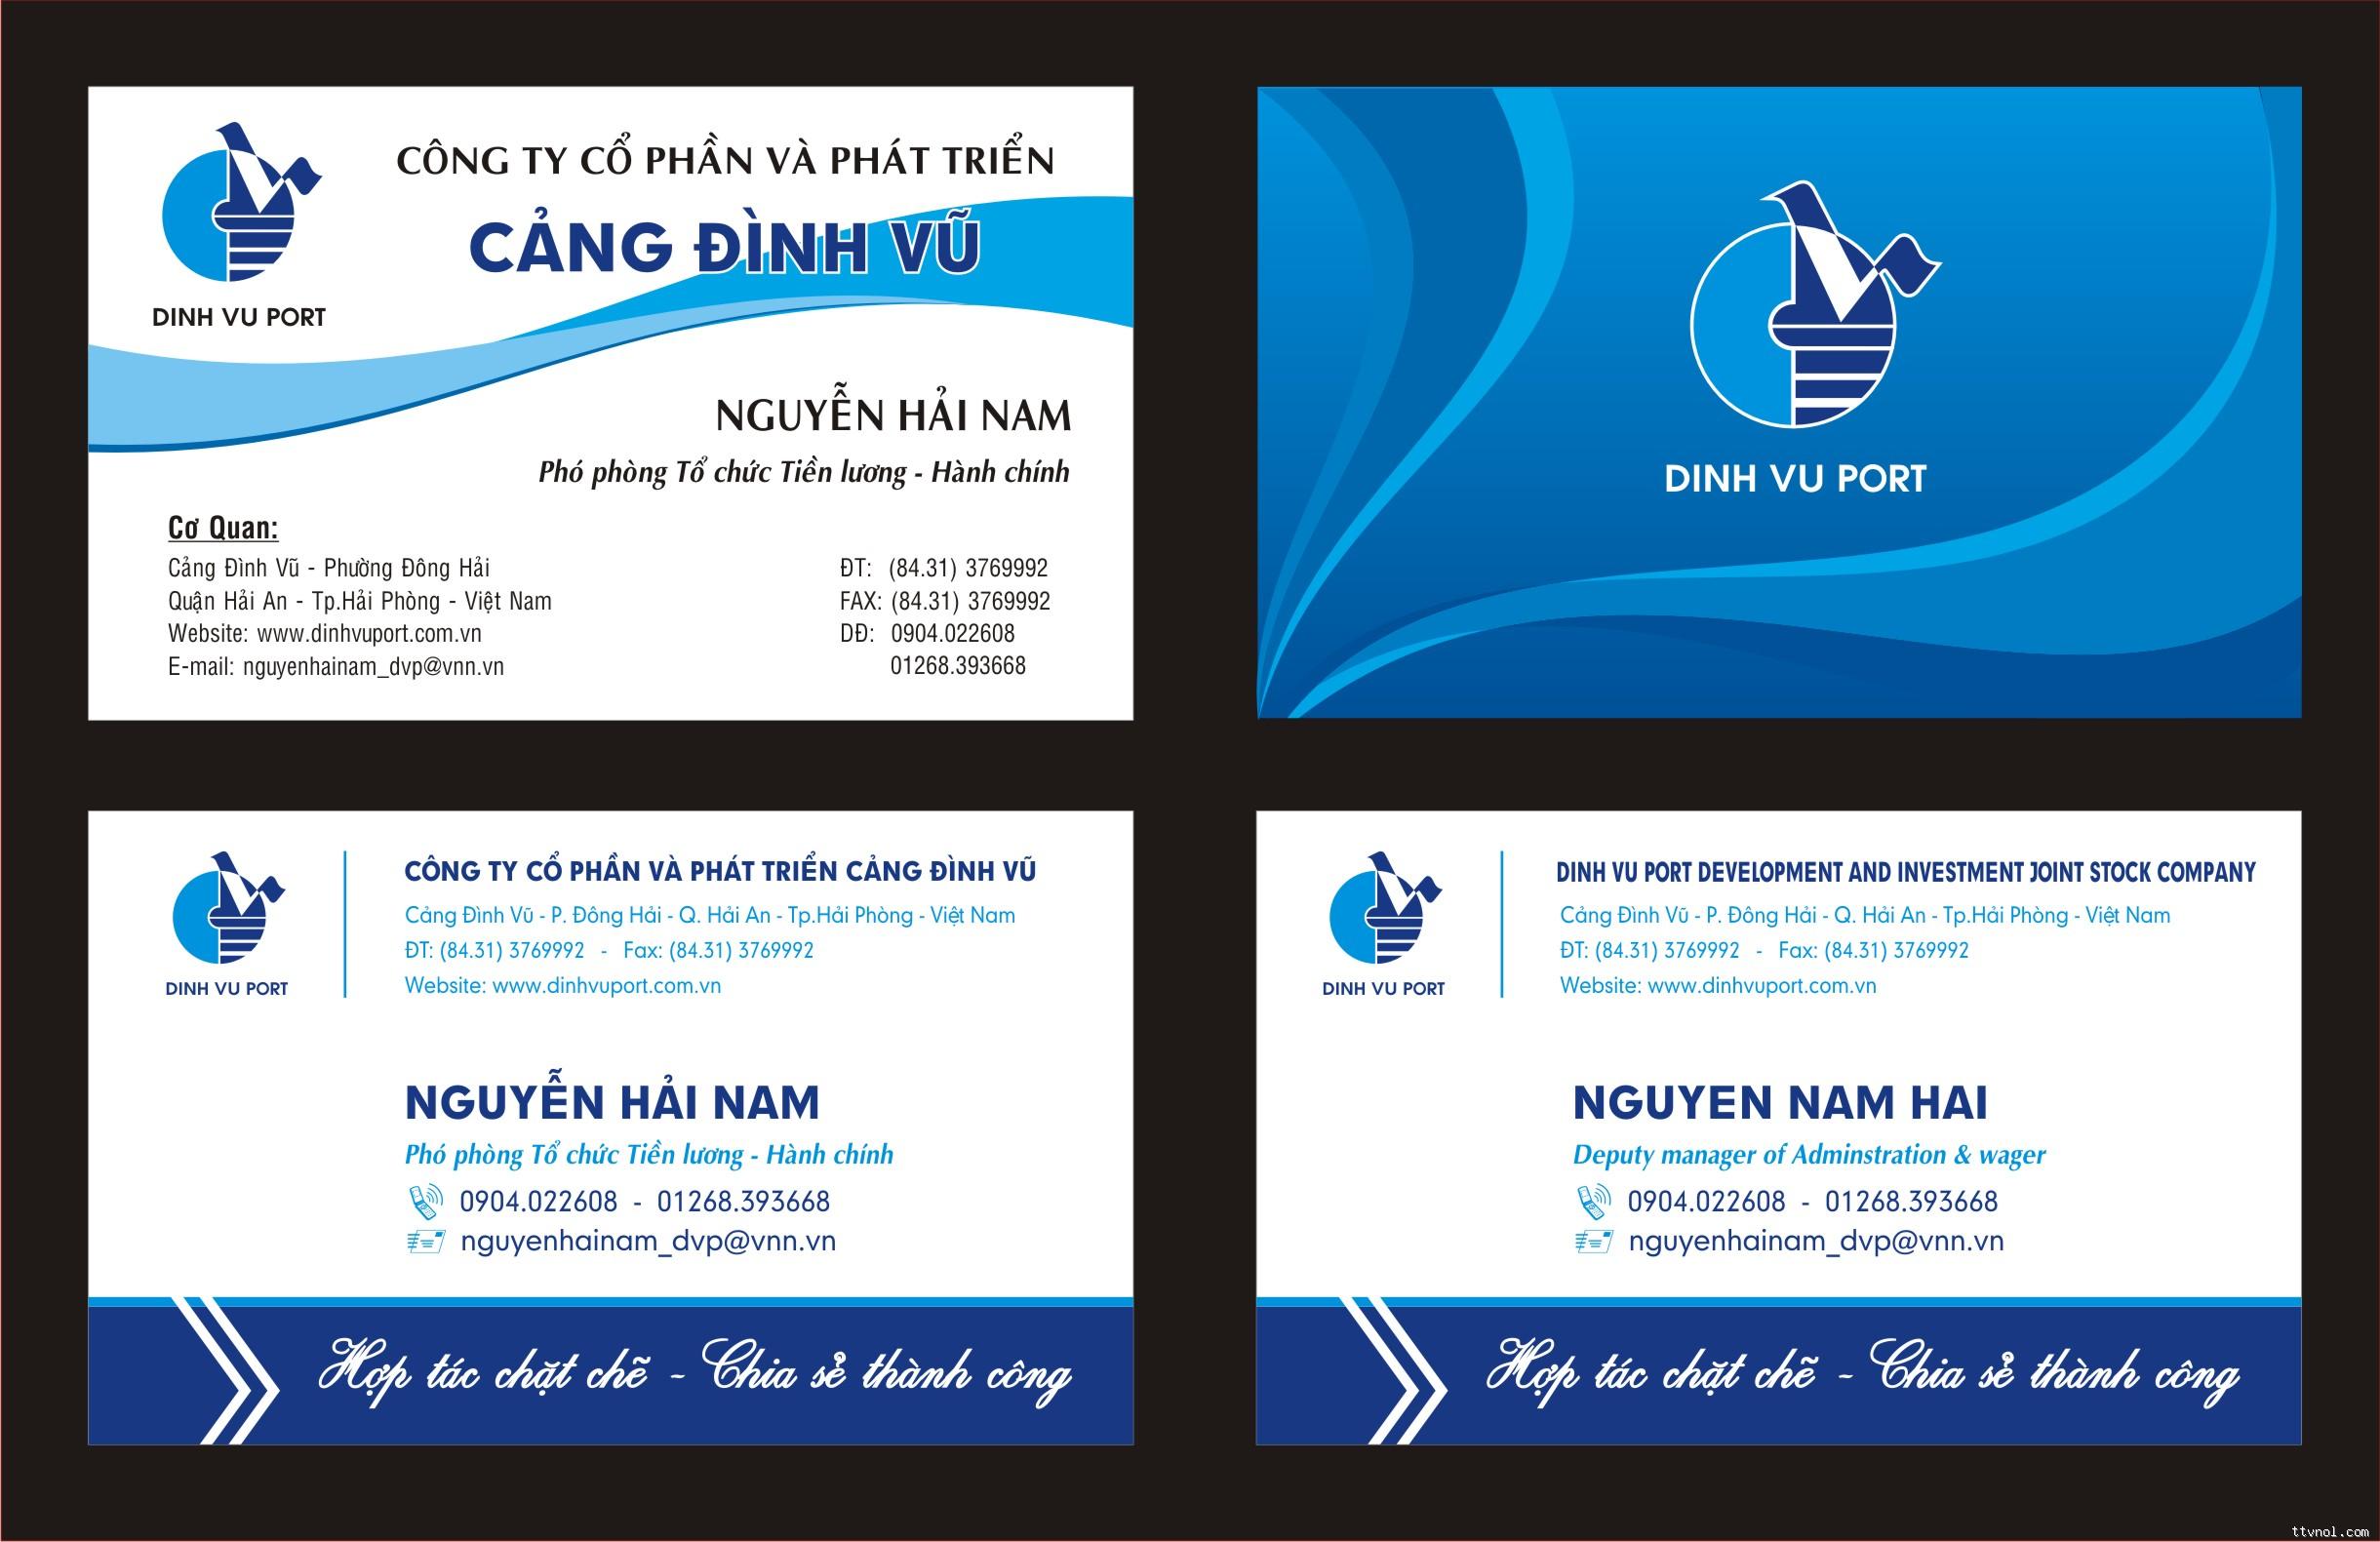 CÔNG TY CỔ PHẦN VÀ PHÁT TRIỂN
CẢNG ĐÌNH VŨ
DINH VU PORT
NGUYỄN HẢI NAM
Phó phòng Tổ chức Tiền lương - Hành chính
Cơ Quan:
Cảng Đình Vũ - Phường Đông Hải
Quận Hải An - Tp.Hải Phòng - Việt Nam
Website: www.dinhvuport.com.vn
E-mail: nguyenhainam_dvp@vnn.vn
ĐT: (84.31) 3769992
FAX: (84.31) 3769992
DĐ: 0904.022608
01268.393668
DINH VU PORT
DINH VU PORT
CÔNG TY CỔ PHẦN VÀ PHÁT TRIỂN CẢNG ĐÌNH VŨ
Cảng Đình Vũ - P. Đông Hải - Q. Hải An - Tp.Hải Phòng - Việt Nam
ĐT: (84.31) 3769992 - Fax: (84.31) 3769992
Website: www.dinhvuport.com.vn
NGUYỄN HẢI NAM
Phó phòng Tổ chức Tiền lương - Hành chính
0904.022608 - 01268.393668
nguyenhainam_dvp@vnn.vn
Hợp tác chặt chẽ - Chia sẻ thành công
DINH VU PORT
DINH VU PORT DEVELOPMENT AND INVESTMENT JOINT STOCK COMPANY
Cảng Đình Vũ - P. Đông Hải - Q. Hải An - Tp.Hải Phòng - Việt Nam
ĐT: (84.31) 3769992 - Fax: (84.31) 3769992
Website: www.dinhvuport.com.vn
NGUYEN NAM HAI
Deputy manager of Adminstration & wager
0904.022608 - 01268.393668
nguyenhainam_dvp@vnn.vn
Hợp tác chặt chẽ - Chia sẻ thành công
ttvnol.com